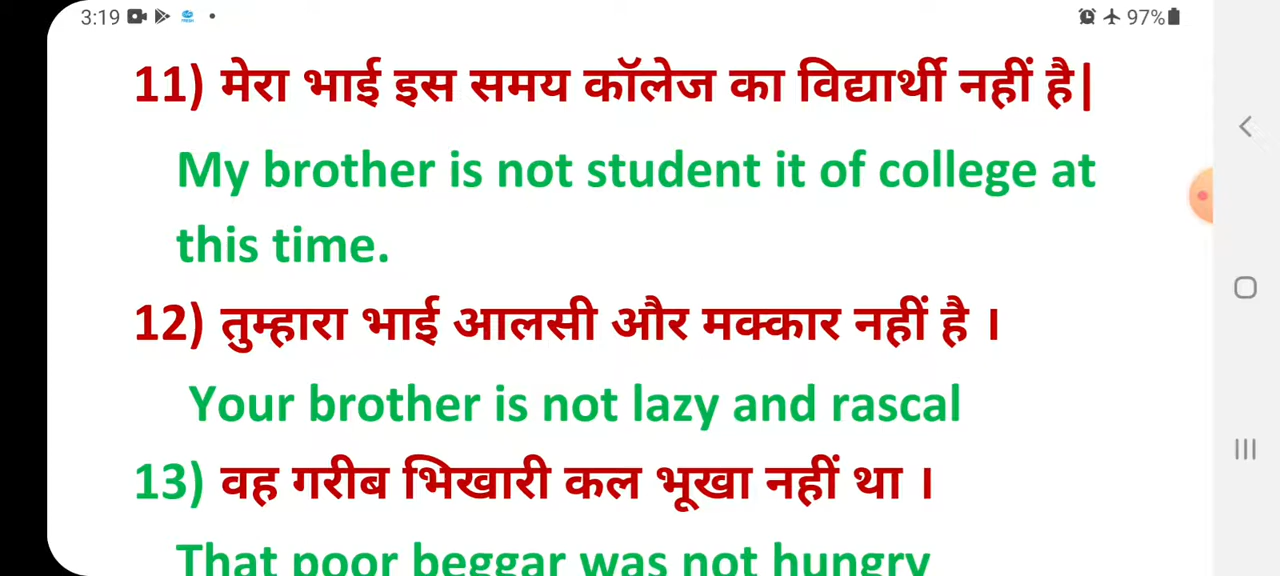 3:19
97%
11) मेरा भाई इस समय कॉलेज का विद्यार्थी नहीं है|
My brother is not student it of college at
this time.
12) तुम्हारा भाई आलसी और मक्कार नहीं है ।
Your brother is not lazy and rascal
13) वह गरीब भिखारी कल भूखा नहीं था ।
That poor beggar was not hungry